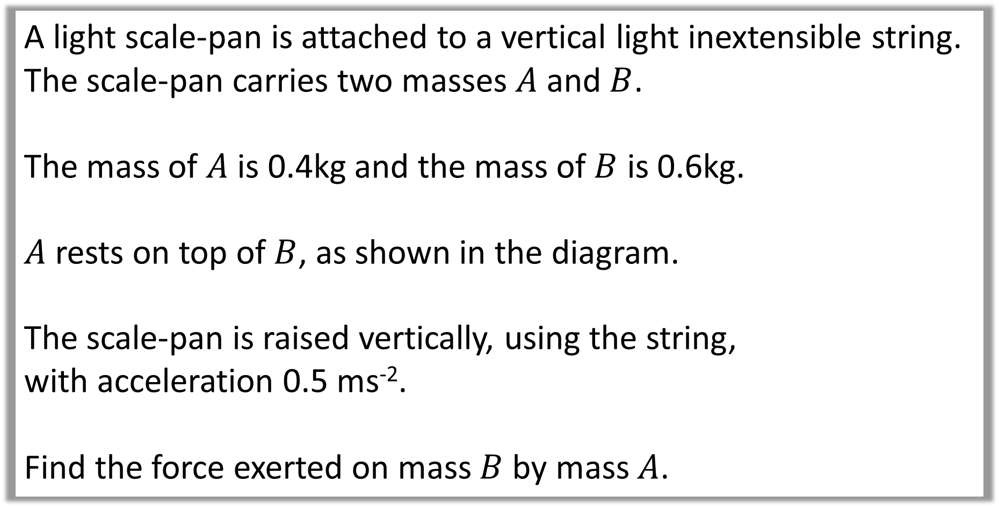 A light scale-pan is attached to a vertical light inextensible string.
The scale-pan carries two masses A and B.
The mass of A is 0.4kg and the mass of B is 0.6kg.
A rests on top of B, as shown in the diagram.
The scale-pan is raised vertically, using the string,
with acceleration 0.5 ms⁻².
Find the force exerted on mass B by mass A.